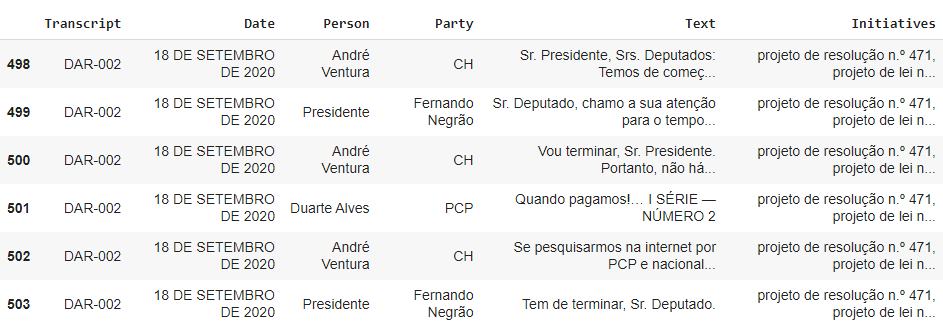 Transcript Date Person Party Text Initiatives
498 DAR-002 18 DE SETEMBRO DE 2020 André Ventura CH Sr. Presidente, Srs. Deputados: Temos de começ... projeto de resolução n.º 471, projeto de lei n...
499 DAR-002 18 DE SETEMBRO DE 2020 Presidente Fernando Negrão Sr. Deputado, chamo a sua atenção para o tempo... projeto de resolução n.º 471, projeto de lei n...
500 DAR-002 18 DE SETEMBRO DE 2020 André Ventura CH Vou terminar, Sr. Presidente. Portanto, não há... projeto de resolução n.º 471, projeto de lei n...
501 DAR-002 18 DE SETEMBRO DE 2020 Duarte Alves PCP Quando pagamos!… I SÉRIE — NÚMERO 2 projeto de resolução n.º 471, projeto de lei n...
502 DAR-002 18 DE SETEMBRO DE 2020 André Ventura CH Se pesquisarmos na internet por PCP e nacional... projeto de resolução n.º 471, projeto de lei n...
503 DAR-002 18 DE SETEMBRO DE 2020 Presidente Fernando Negrão Tem de terminar, Sr. Deputado. projeto de resolução n.º 471, projeto de lei n...